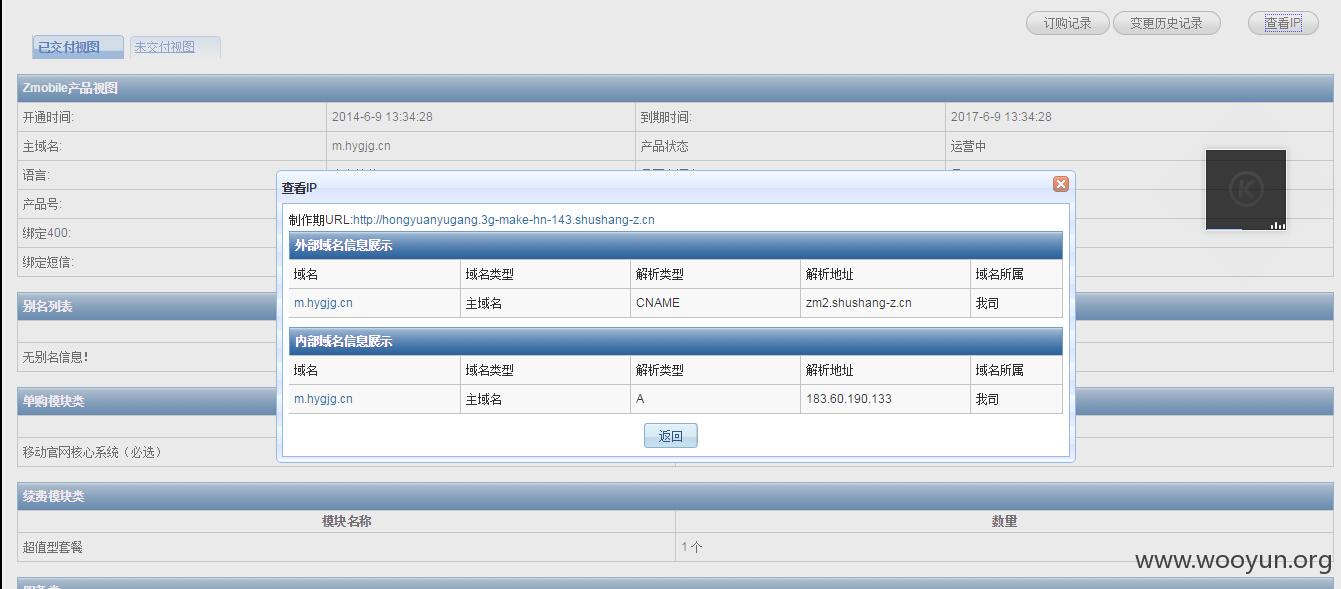 订购记录 变更历史记录 查看IP
已交付视图 未交付视图
Zmobile产品视图
开通时间: 2014-6-9 13:34:28 到期时间: 2017-6-9 13:34:28
主域名: m.hygjg.cn 产品状态 运营中
语言:
产品号:
绑定400:
绑定短信:
查看IP
制作期URL:http://hongyuanyugang.3g-make-hn-143.shushang-z.cn
外部域名信息展示
域名 域名类型 解析类型 解析地址 域名所属
m.hygjg.cn 主域名 CNAME zm2.shushang-z.cn 我司
内部域名信息展示
域名 域名类型 解析类型 解析地址 域名所属
m.hygjg.cn 主域名 A 183.60.190.133 我司
返回
别名列表
无别名信息！
单购模块类
移动官网核心系统（必选）
续费模块类
模块名称 数量
超值型套餐 1 个
www.wooyun.org